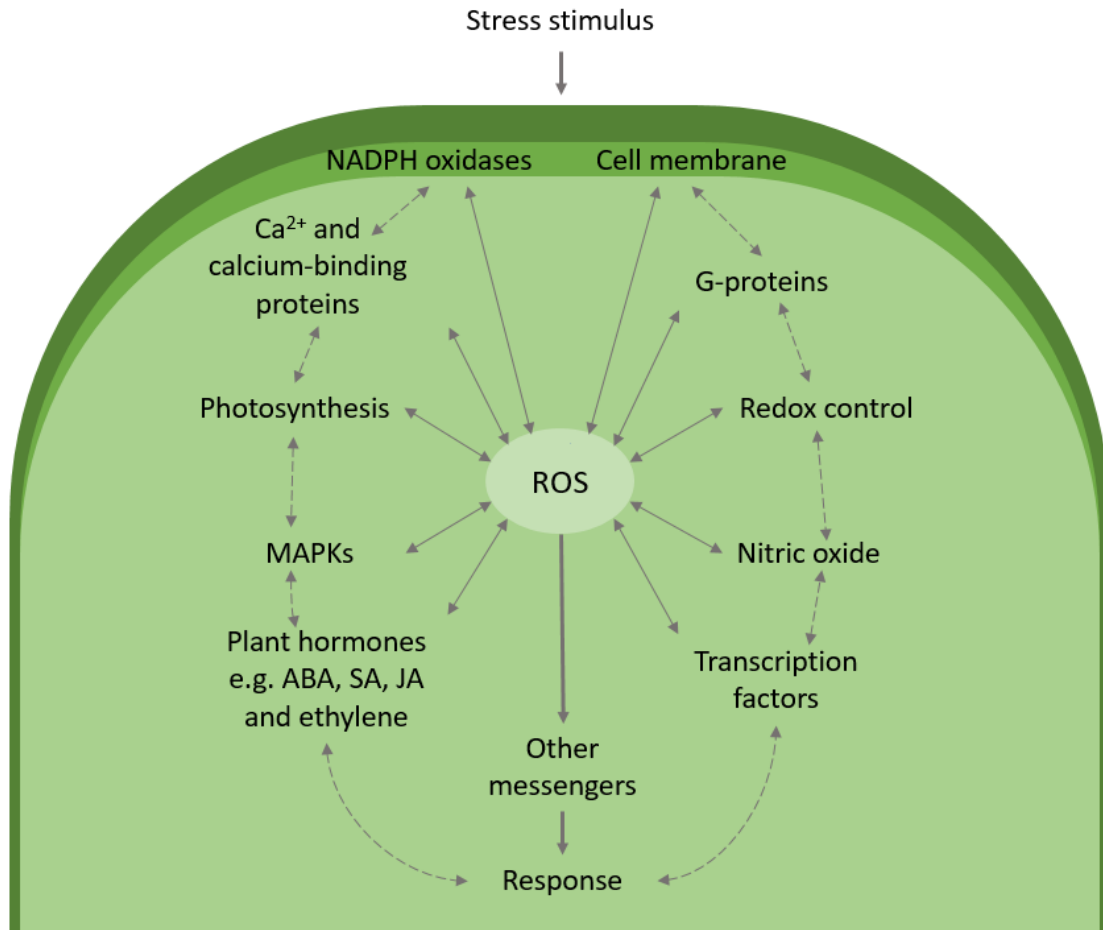 Stress stimulus
NADPH oxidases
Cell membrane
Ca²⁺ and
calcium-binding
proteins
G-proteins
Photosynthesis
Redox control
ROS
MAPKs
Nitric oxide
Plant hormones
e.g. ABA, SA, JA
and ethylene
Transcription
factors
Other
messengers
Response